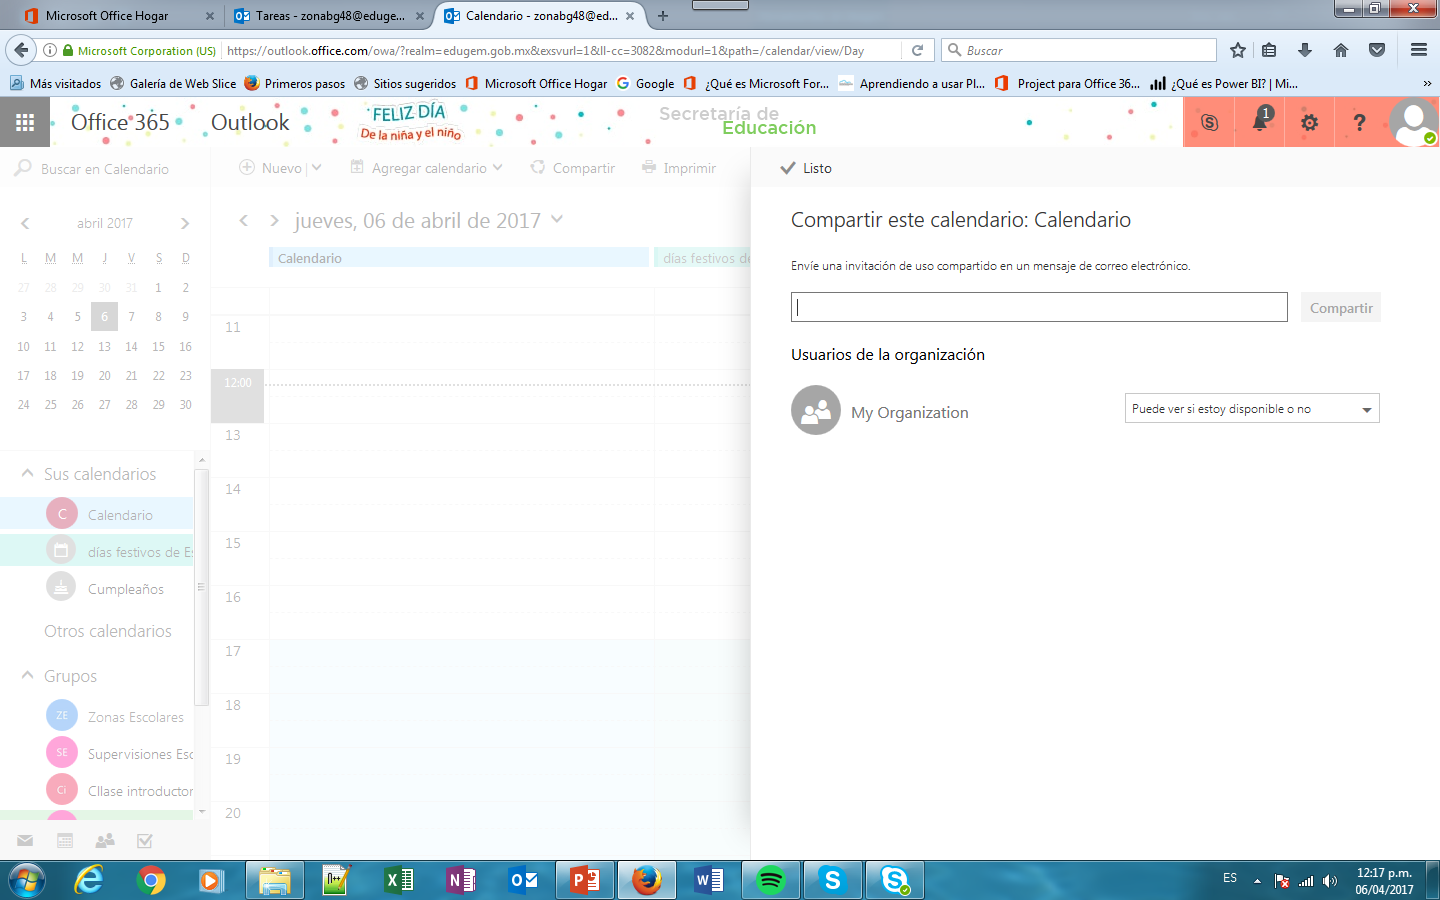 Microsoft Office Hogar
Tareas - zonabg48@eduge...
Calendario - zonabg48@ed...
Microsoft Corporation (US)
https://outlook.office.com/owa/?realm=edugem.gob.mx&exsvurl=1&ll-cc=3082&modurl=1&path=/calendar/view/Day
Buscar
Más visitados
Galería de Web Slice
Primeros pasos
Sitios sugeridos
Microsoft Office Hogar
Google
¿Qué es Microsoft For...
Aprendiendo a usar Pl...
Project para Office 36...
¿Qué es Power BI? | Mi...
Office 365
Outlook
FELIZ DÍA
De la niña y el niño
Secretaría de
Educación
1
Buscar en Calendario
Nuevo
Agregar calendario
Compartir
Imprimir
Listo
abril 2017
L M M J V S D
27 28 29 30 31 1 2
3 4 5 6 7 8 9
10 11 12 13 14 15 16
17 18 19 20 21 22 23
24 25 26 27 28 29 30
Sus calendarios
C Calendario
días festivos de Es
Cumpleaños
Otros calendarios
Grupos
ZE Zonas Escolares
SE Supervisiones Esc
Ci Cllase introductor
jueves, 06 de abril de 2017
Calendario
días festivos de
11
12:00
13
14
15
16
17
18
19
20
Compartir este calendario: Calendario
Envíe una invitación de uso compartido en un mensaje de correo electrónico.
Compartir
Usuarios de la organización
My Organization
Puede ver si estoy disponible o no
ES
12:17 p.m.
06/04/2017